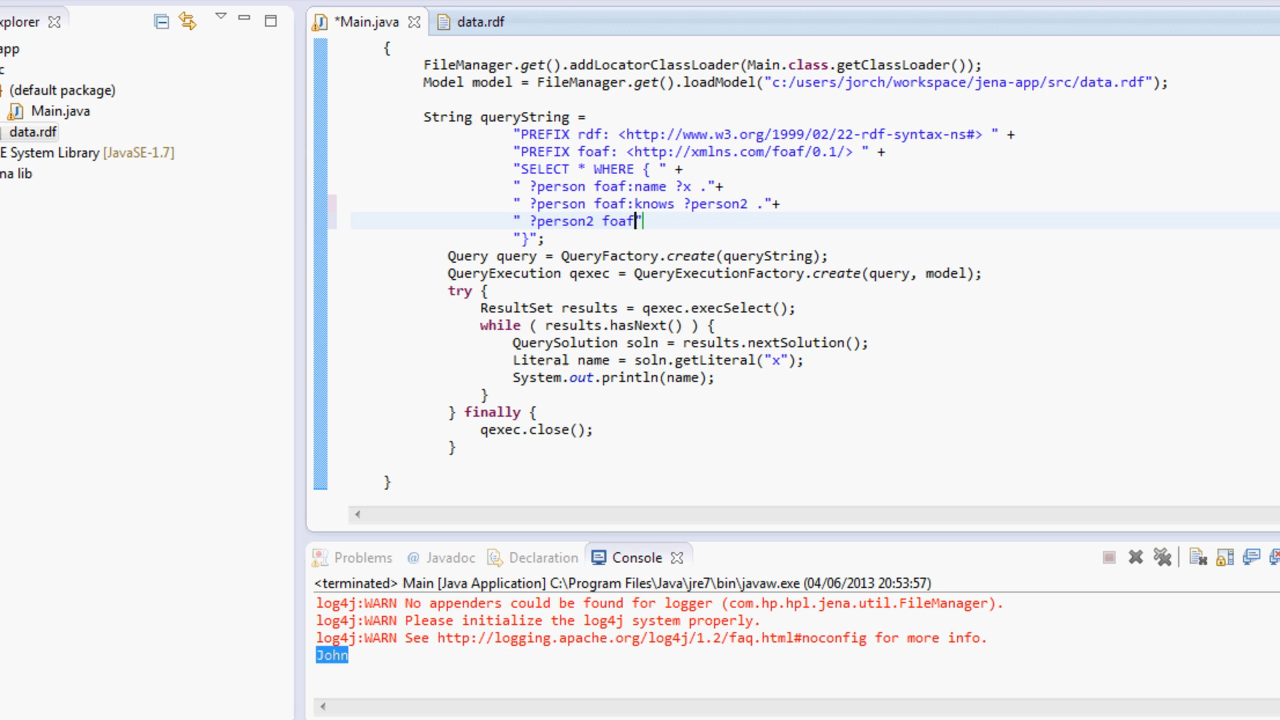 xplorer
app
c
(default package)
Main.java
data.rdf
E System Library [JavaSE-1.7]
na lib
*Main.java data.rdf
{
FileManager.get().addLocatorClassLoader(Main.class.getClassLoader());
Model model = FileManager.get().loadModel("c:/users/jorch/workspace/jena-app/src/data.rdf");
String queryString =
"PREFIX rdf: <http://www.w3.org/1999/02/22-rdf-syntax-ns#> " +
"PREFIX foaf: <http://xmlns.com/foaf/0.1/> " +
"SELECT * WHERE { " +
" ?person foaf:name ?x ."+
" ?person foaf:knows ?person2 ."+
" ?person2 foaf"
"}";
Query query = QueryFactory.create(queryString);
QueryExecution qexec = QueryExecutionFactory.create(query, model);
try {
ResultSet results = qexec.execSelect();
while ( results.hasNext() ) {
QuerySolution soln = results.nextSolution();
Literal name = soln.getLiteral("x");
System.out.println(name);
}
} finally {
qexec.close();
}
}
Problems @ Javadoc Declaration Console
<terminated> Main [Java Application] C:\Program Files\Java\jre7\bin\javaw.exe (04/06/2013 20:53:57)
log4j:WARN No appenders could be found for logger (com.hp.hpl.jena.util.FileManager).
log4j:WARN Please initialize the log4j system properly.
log4j:WARN See http://logging.apache.org/log4j/1.2/faq.html#noconfig for more info.
John